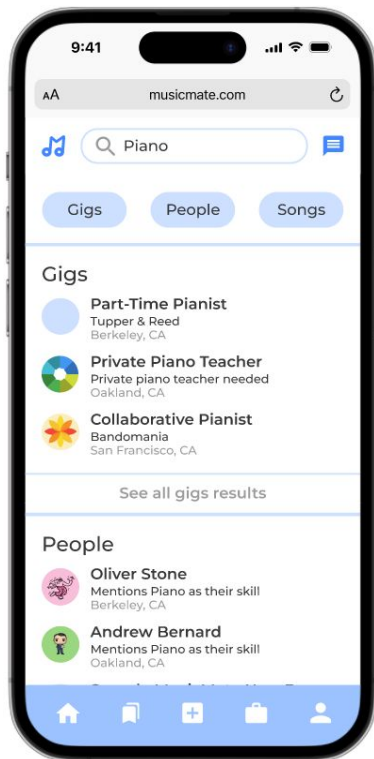 9:41
AA
musicmate.com
Piano
Gigs
People
Songs
Gigs
Part-Time Pianist
Tupper & Reed
Berkeley, CA
Private Piano Teacher
Private piano teacher needed
Oakland, CA
Collaborative Pianist
Bandomania
San Francisco, CA
See all gigs results
People
Oliver Stone
Mentions Piano as their skill
Berkeley, CA
Andrew Bernard
Mentions Piano as their skill
Oakland, CA